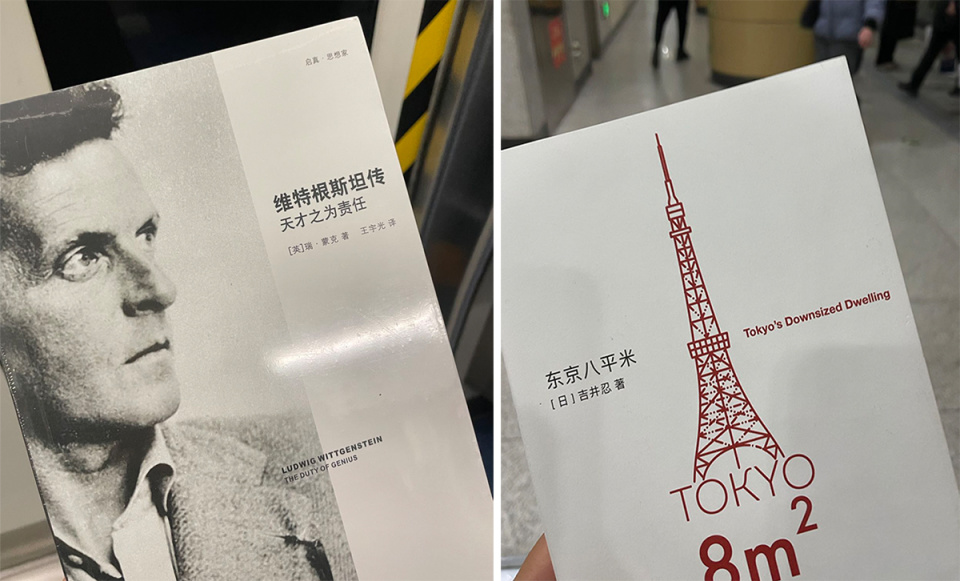 启真·思想家
维特根斯坦传
天才之为责任
[英]瑞·蒙克 著 王宇光 译
LUDWIG WITTGENSTEIN
THE DUTY OF GENIUS
Tokyo's Downsized Dwelling
东京八平米
[日]吉井忍 著
TOKYO
8m²